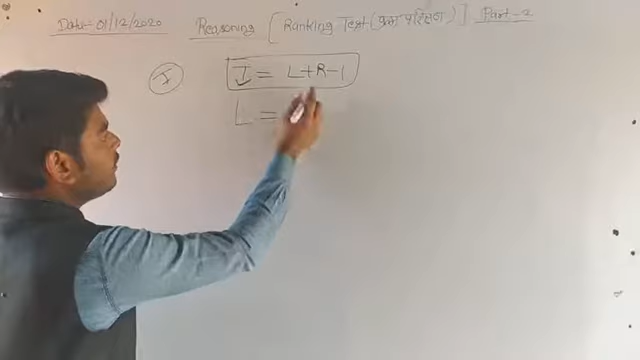 Date- 01/12/2020 Reasoning [Ranking Test (क्रम परीक्षण)] Part-2
I T = L+R-1
L =